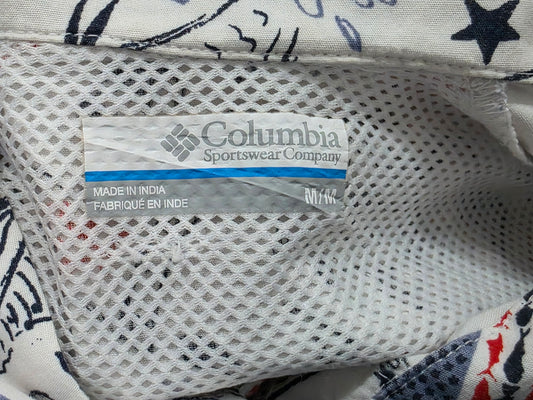 Columbia
Sportswear Company
MADE IN INDIA
FABRIQUÉ EN INDE
M/M